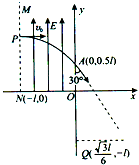 M
y
P
v₀
E
A(0,0.5l)
30°
N(-l,0)
O
x
Q(√3l/6,-l)